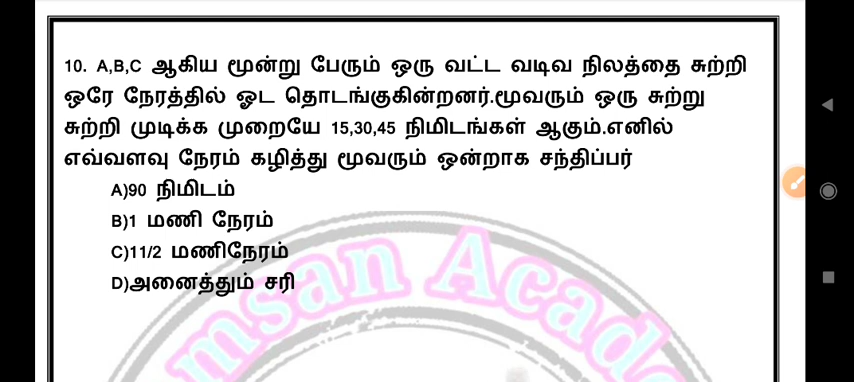 10. A,B,C ஆகிய மூன்று பேரும் ஒரு வட்ட வடிவ நிலத்தை சுற்றி
ஒரே நேரத்தில் ஓட தொடங்குகின்றனர்.மூவரும் ஒரு சுற்று
சுற்றி முடிக்க முறையே 15,30,45 நிமிடங்கள் ஆகும்.எனில்
எவ்வளவு நேரம் கழித்து மூவரும் ஒன்றாக சந்திப்பர்
A)90 நிமிடம்
B)1 மணி நேரம்
C)11/2 மணிநேரம்
D)அனைத்தும் சரி
msan Acade